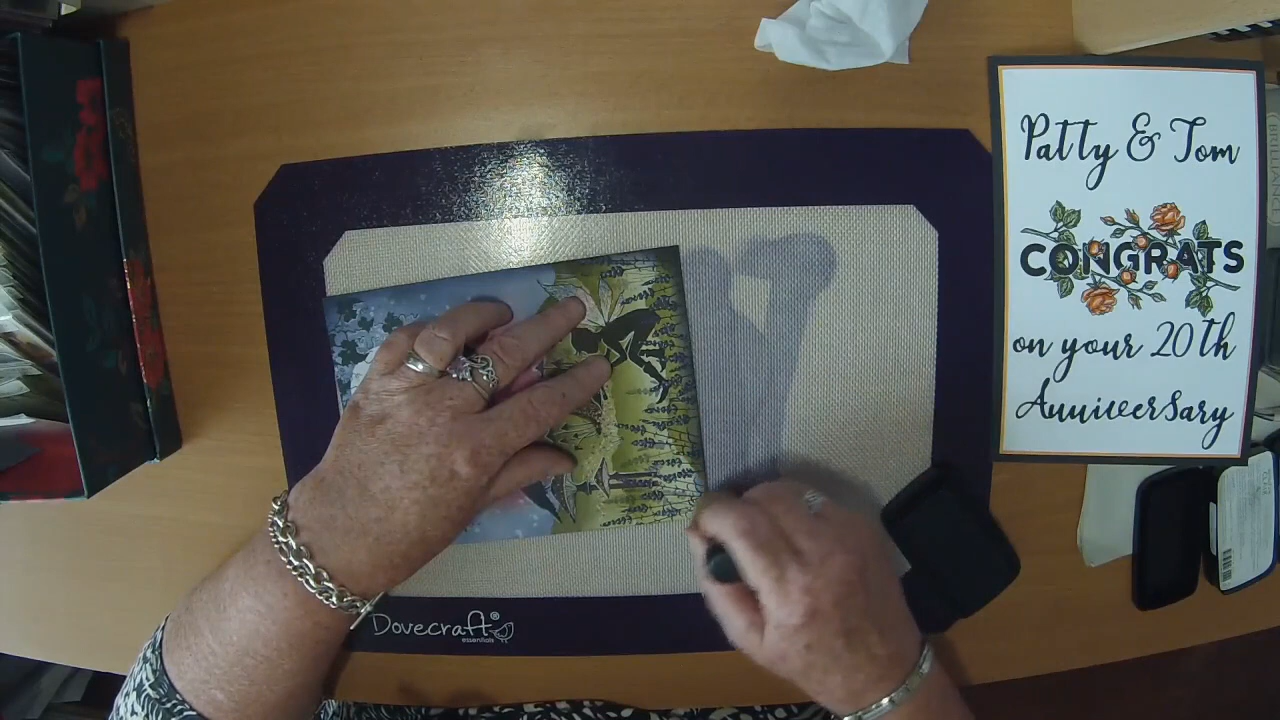 Patty & Tom
CONGRATS
on your 20th
Anniversary
Dovecraft®
essentials